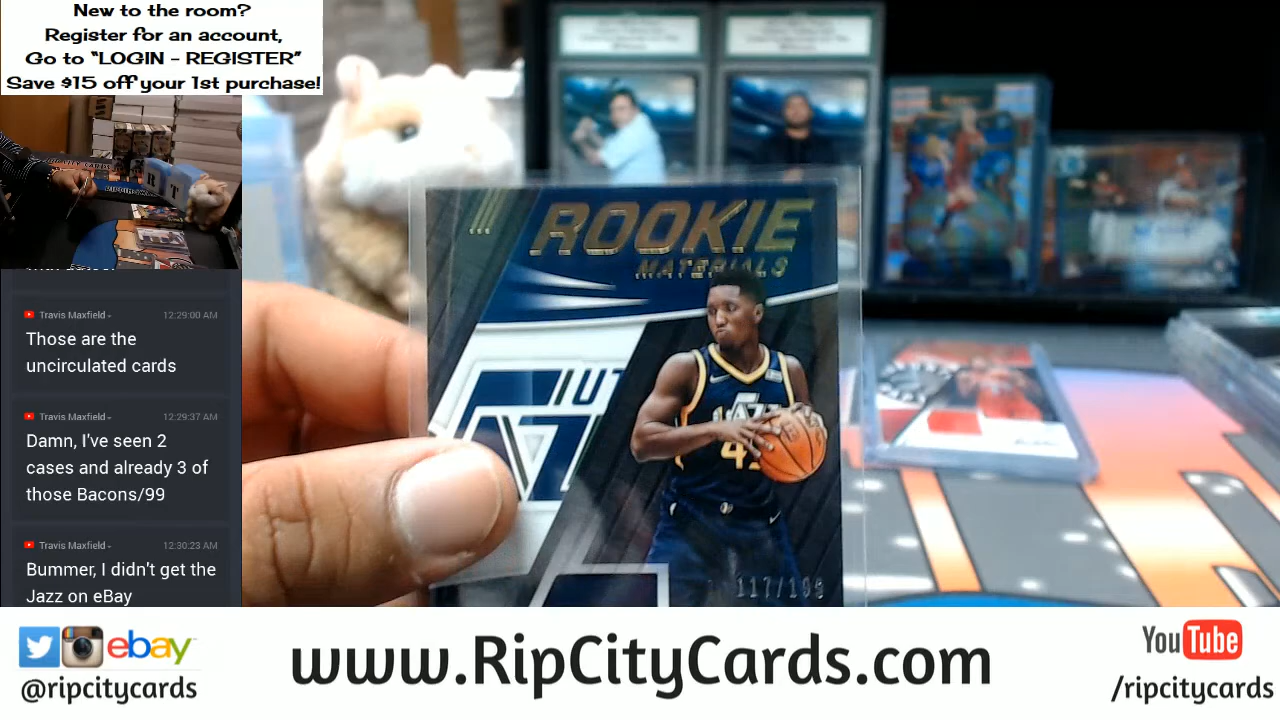 New to the room?
Register for an account,
Go to “LOGIN - REGISTER”
Save $15 off your 1st purchase!
Travis Maxfield
12:29:00 AM
Those are the
uncirculated cards
Travis Maxfield
12:29:37 AM
Damn, I've seen 2
cases and already 3 of
those Bacons/99
Travis Maxfield
12:30:23 AM
Bummer, I didn't get the
Jazz on eBay
ROOKIE
MATERIALS
JAZZ
117/199
ebay
@ripcitycards
www.RipCityCards.com
YouTube
/ripcitycards